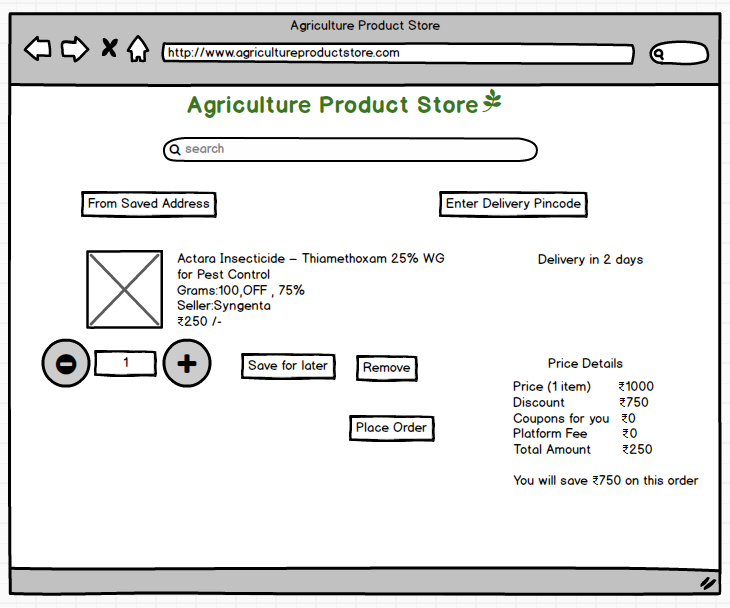 Agriculture Product Store
http://www.agricultureproductstore.com
Agriculture Product Store
search
From Saved Address
Enter Delivery Pincode
Actara Insecticide – Thiamethoxam 25% WG
for Pest Control
Grams:100,OFF , 75%
Seller:Syngenta
₹250 /-
Delivery in 2 days
1
Save for later
Remove
Place Order
Price Details
Price (1 item) ₹1000
Discount ₹750
Coupons for you ₹0
Platform Fee ₹0
Total Amount ₹250
You will save ₹750 on this order